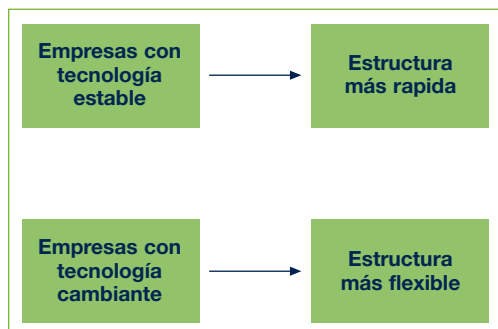 Empresas con
tecnología
estable
Estructura
más rapida
Empresas con
tecnología
cambiante
Estructura
más flexible